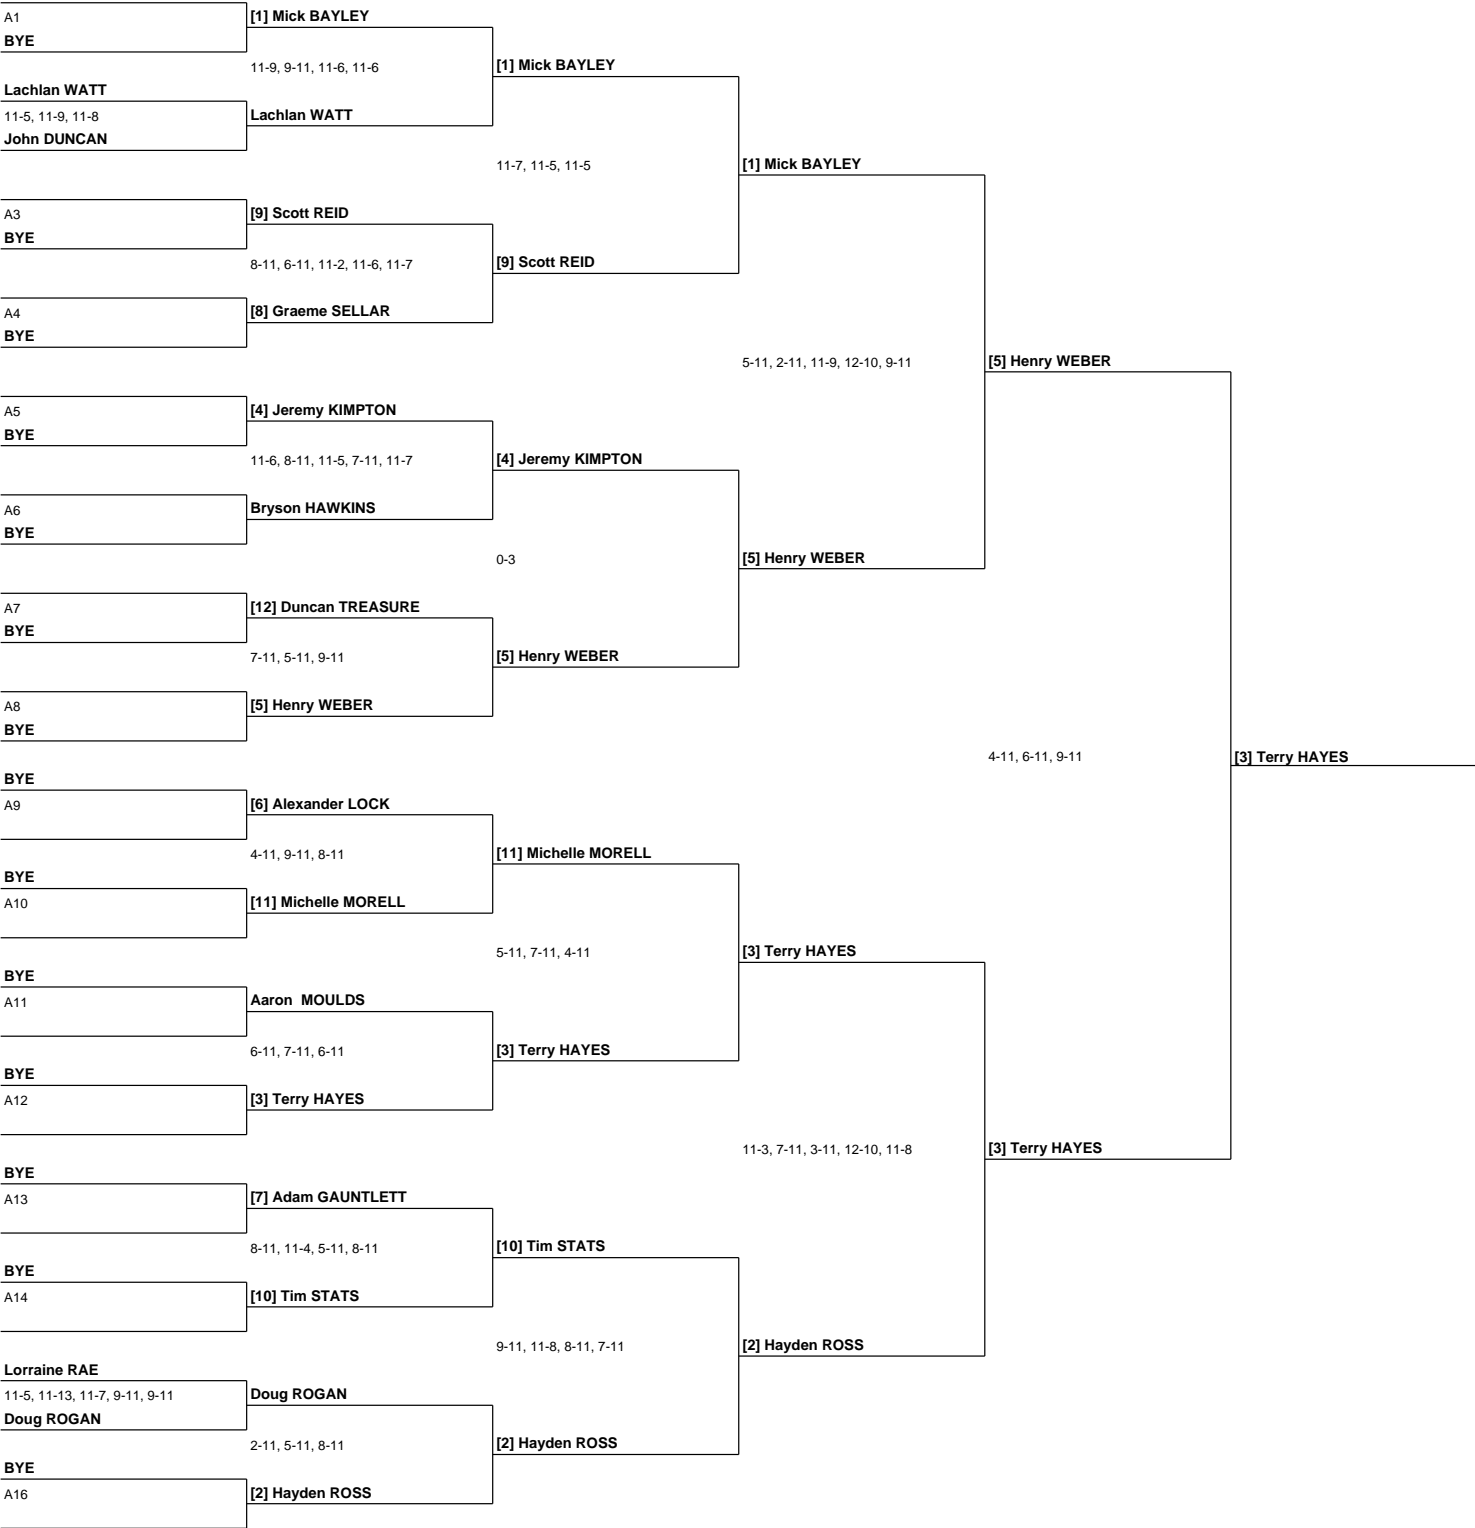 A1
BYE
Lachlan WATT
11-5, 11-9, 11-8
John DUNCAN
A3
BYE
A4
BYE
A5
BYE
A6
BYE
A7
BYE
A8
BYE
BYE
A9
BYE
A10
BYE
A11
BYE
A12
BYE
A13
BYE
A14
Lorraine RAE
11-5, 11-13, 11-7, 9-11, 9-11
Doug ROGAN
BYE
A16
[1] Mick BAYLEY
11-9, 9-11, 11-6, 11-6
Lachlan WATT
[9] Scott REID
8-11, 6-11, 11-2, 11-6, 11-7
[8] Graeme SELLAR
[4] Jeremy KIMPTON
11-6, 8-11, 11-5, 7-11, 11-7
Bryson HAWKINS
[12] Duncan TREASURE
7-11, 5-11, 9-11
[5] Henry WEBER
[6] Alexander LOCK
4-11, 9-11, 8-11
[11] Michelle MORELL
Aaron  MOULDS
6-11, 7-11, 6-11
[3] Terry HAYES
[7] Adam GAUNTLETT
8-11, 11-4, 5-11, 8-11
[10] Tim STATS
Doug ROGAN
2-11, 5-11, 8-11
[2] Hayden ROSS
[1] Mick BAYLEY
11-7, 11-5, 11-5
[9] Scott REID
[4] Jeremy KIMPTON
0-3
[5] Henry WEBER
[11] Michelle MORELL
5-11, 7-11, 4-11
[3] Terry HAYES
[10] Tim STATS
9-11, 11-8, 8-11, 7-11
[2] Hayden ROSS
[1] Mick BAYLEY
5-11, 2-11, 11-9, 12-10, 9-11
[5] Henry WEBER
[3] Terry HAYES
11-3, 7-11, 3-11, 12-10, 11-8
[2] Hayden ROSS
[5] Henry WEBER
4-11, 6-11, 9-11
[3] Terry HAYES
[3] Terry HAYES